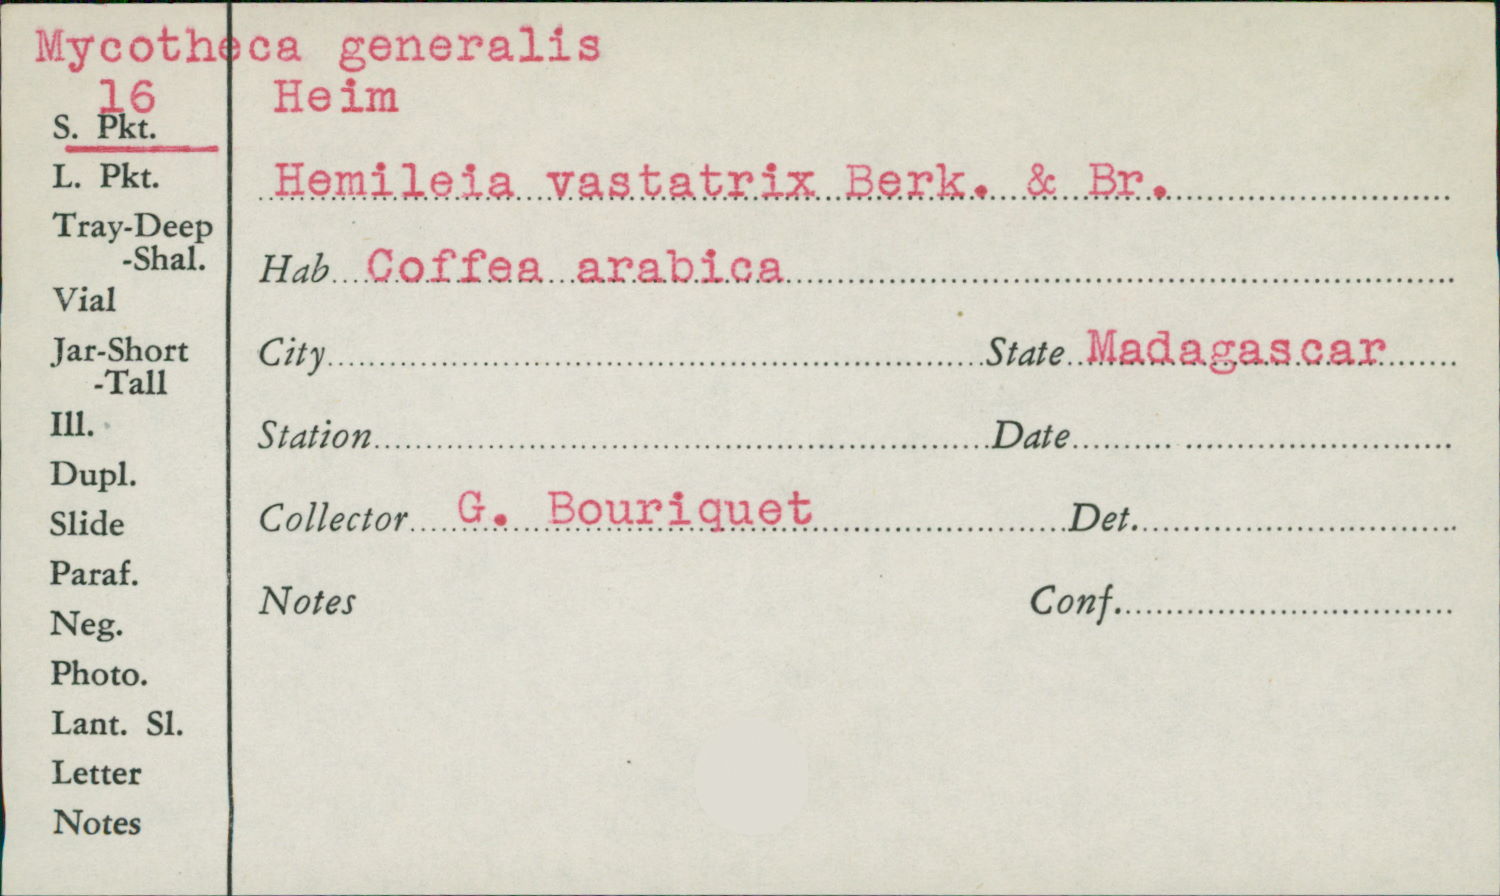 Mycotheca generalis
16 Heim
S. Pkt.
L. Pkt.
Tray-Deep
-Shal.
Vial
Jar-Short
-Tall
Ill.
Dupl.
Slide
Paraf.
Neg.
Photo.
Lant. Sl.
Letter
Notes
Hemileia vastatrix Berk. & Br.
Hab Coffea arabica
City State Madagascar
Station Date
Collector G. Bouriquet Det.
Notes Conf.